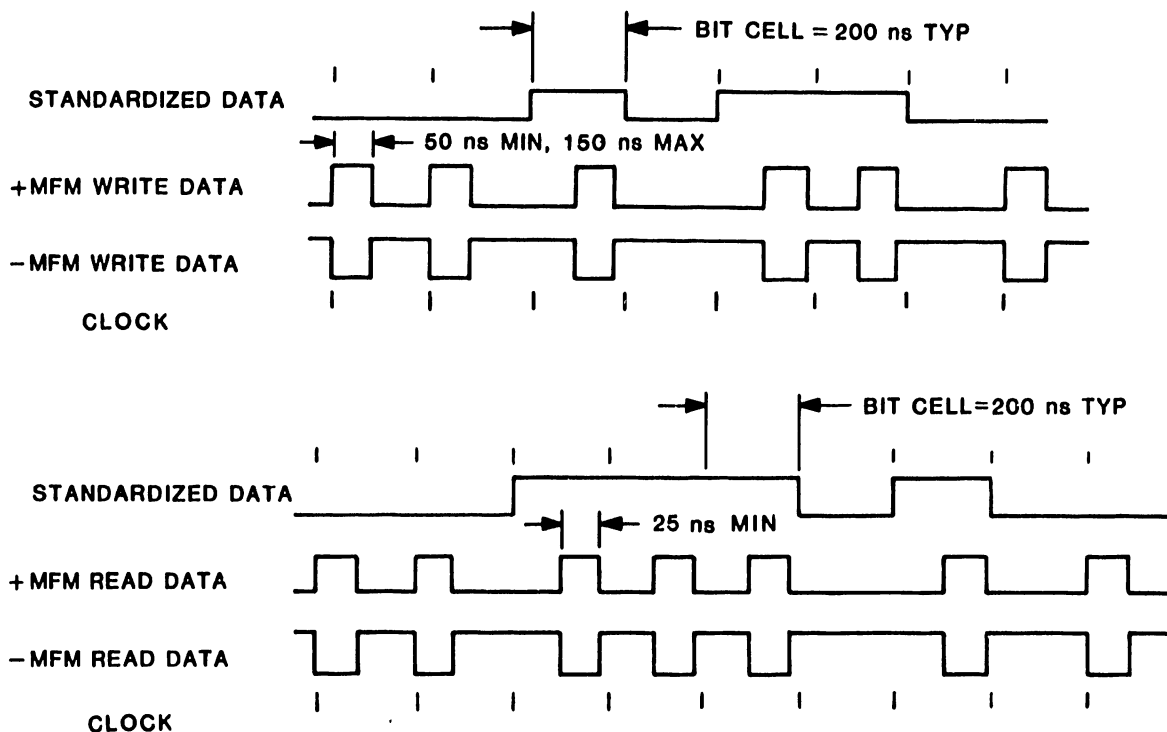 BIT CELL = 200 ns TYP
STANDARDIZED DATA
50 ns MIN, 150 ns MAX
+MFM WRITE DATA
−MFM WRITE DATA
CLOCK
BIT CELL=200 ns TYP
STANDARDIZED DATA
25 ns MIN
+MFM READ DATA
−MFM READ DATA
CLOCK